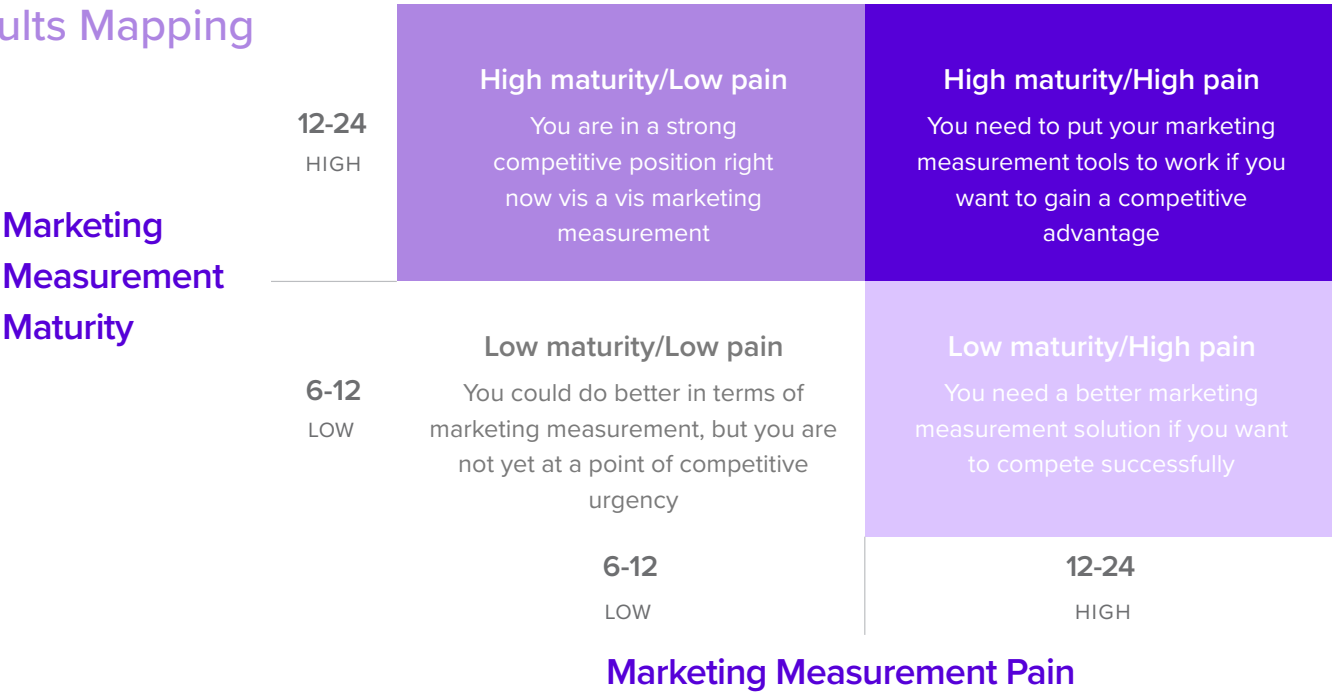 ults Mapping
High maturity/Low pain
You are in a strong
competitive position right
now vis a vis marketing
measurement
High maturity/High pain
You need to put your marketing
measurement tools to work if you
want to gain a competitive
advantage
12-24
HIGH
Marketing
Measurement
Maturity
Low maturity/Low pain
You could do better in terms of
marketing measurement, but you are
not yet at a point of competitive
urgency
Low maturity/High pain
You need a better marketing
measurement solution if you want
to compete successfully
6-12
LOW
6-12
LOW
12-24
HIGH
Marketing Measurement Pain